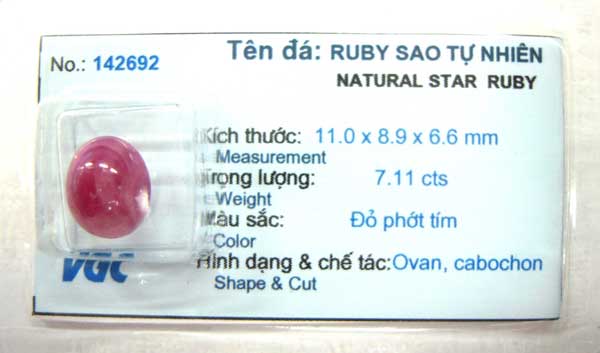 No.: 142692
Tên đá: RUBY SAO TỰ NHIÊN
NATURAL STAR RUBY
Kích thước: 11.0 x 8.9 x 6.6 mm
Measurement
Trọng lượng: 7.11 cts
Weight
Màu sắc: Đỏ phớt tím
Color
Hình dạng & chế tác: Ovan, cabochon
Shape & Cut
VGC